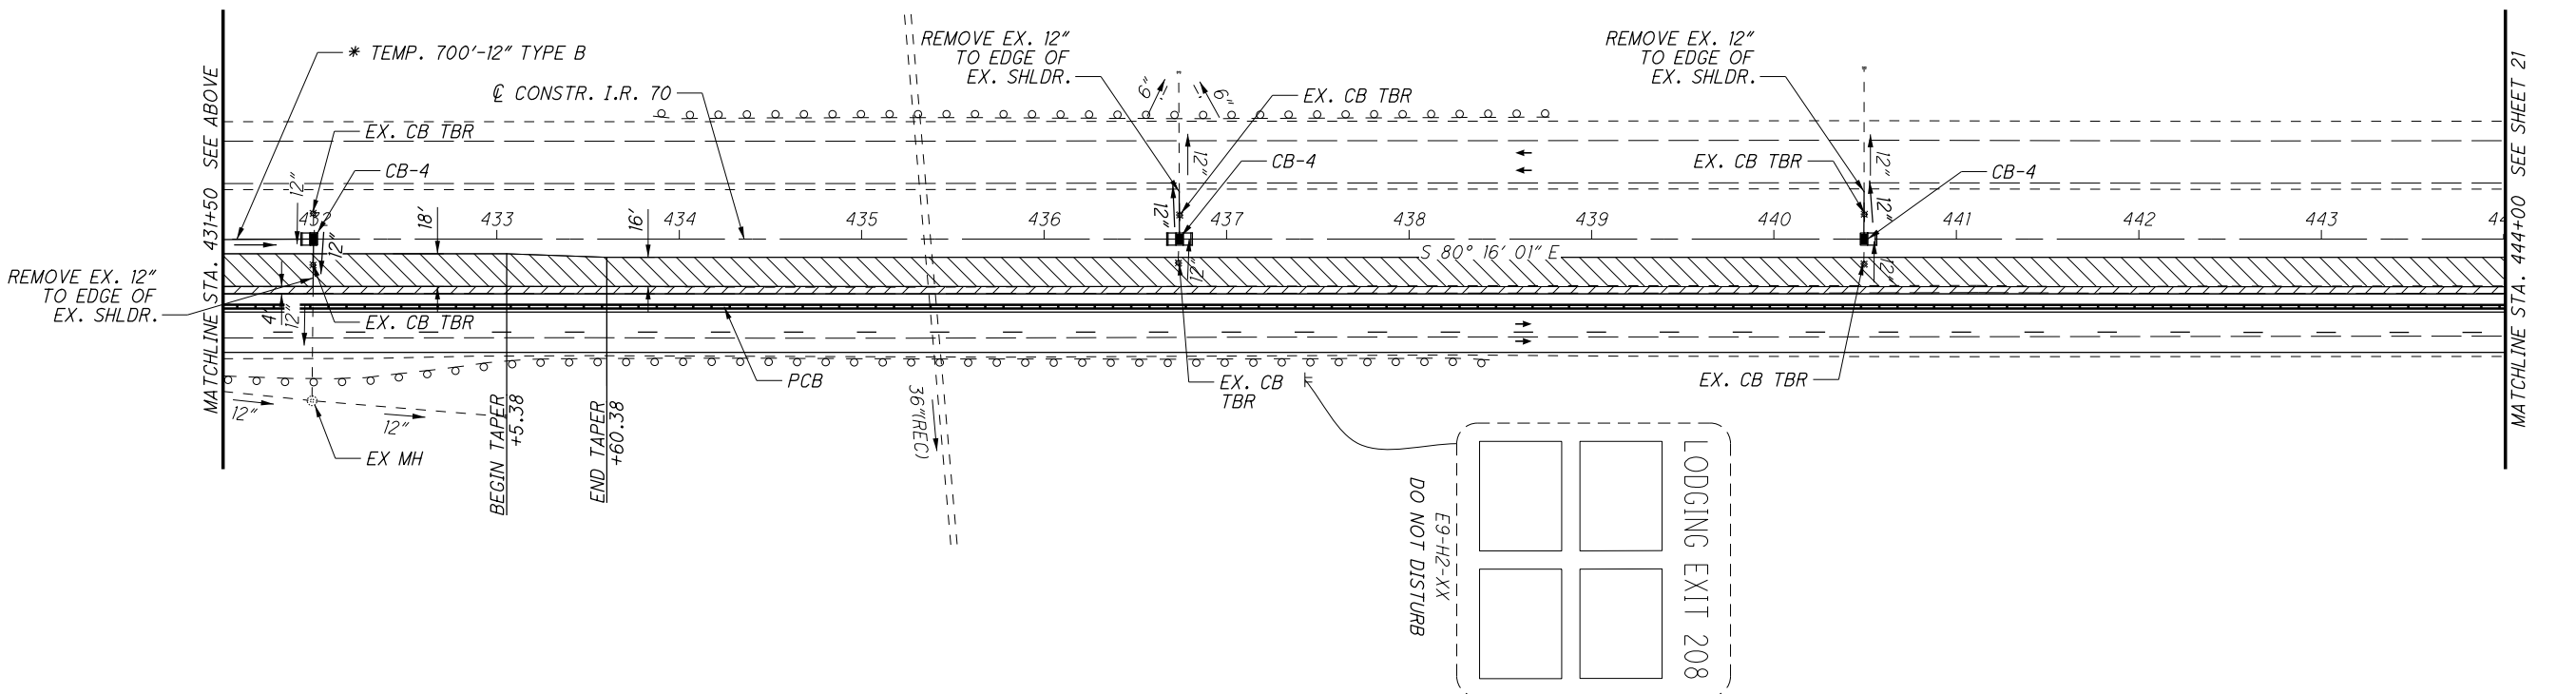 MATCHLINE STA. 431+50 SEE ABOVE
* TEMP. 700'-12" TYPE B
℄ CONSTR. I.R. 70
EX. CB TBR
CB-4
12"
432
12"
18'
433
16'
434
435
436
437
438
439
440
441
442
443
44
REMOVE EX. 12"
TO EDGE OF
EX. SHLDR.
6"
6"
EX. CB TBR
CB-4
12"
12"
12"
REMOVE EX. 12"
TO EDGE OF
EX. SHLDR.
EX. CB TBR
CB-4
12"
12"
12"
S 80° 16' 01" E
REMOVE EX. 12"
TO EDGE OF
EX. SHLDR.
4'
12"
EX. CB TBR
12"
12"
EX MH
BEGIN TAPER
+5.38
END TAPER
+60.38
PCB
36"(REC)
EX. CB
TBR
EX. CB TBR
LODGING EXIT 208
E9-H2-XX
DO NOT DISTURB
MATCHLINE STA. 444+00 SEE SHEET 21